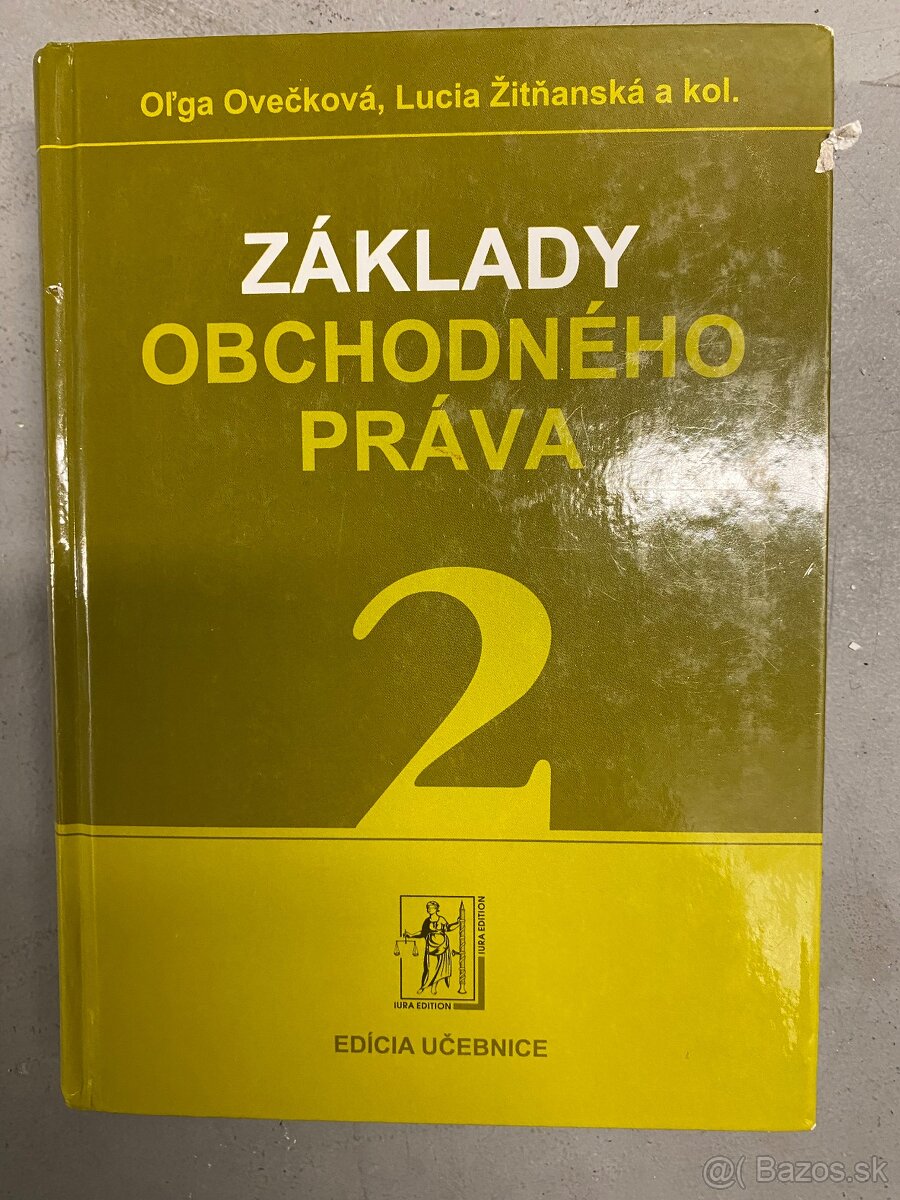 Oľga Ovečková, Lucia Žitňanská a kol.
ZÁKLADY
OBCHODNÉHO
PRÁVA
2
IURA EDITION
IURA EDITION
EDÍCIA UČEBNICE
@( Bazos.sk